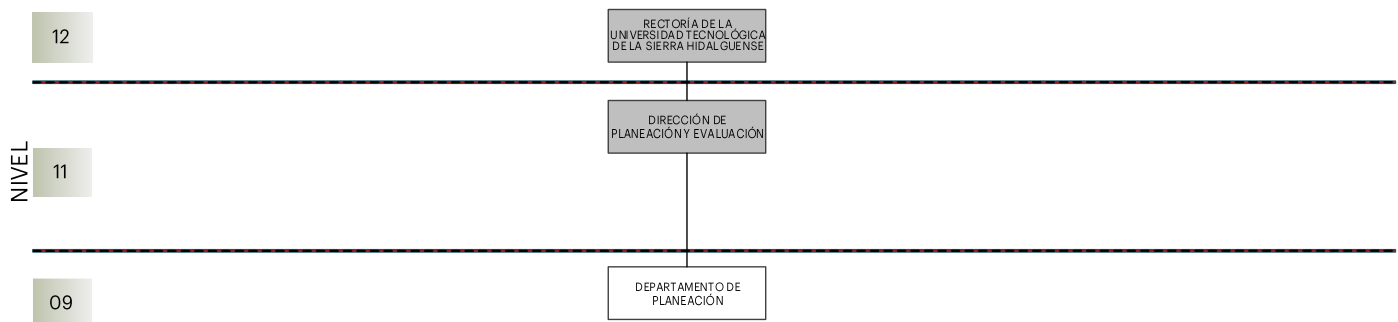 12
RECTORÍA DE LA
UNIVERSIDAD TECNOLÓGICA
DE LA SIERRA HIDALGUENSE
DIRECCIÓN DE
PLANEACIÓN Y EVALUACIÓN
NIVEL
11
09
DEPARTAMENTO DE
PLANEACIÓN